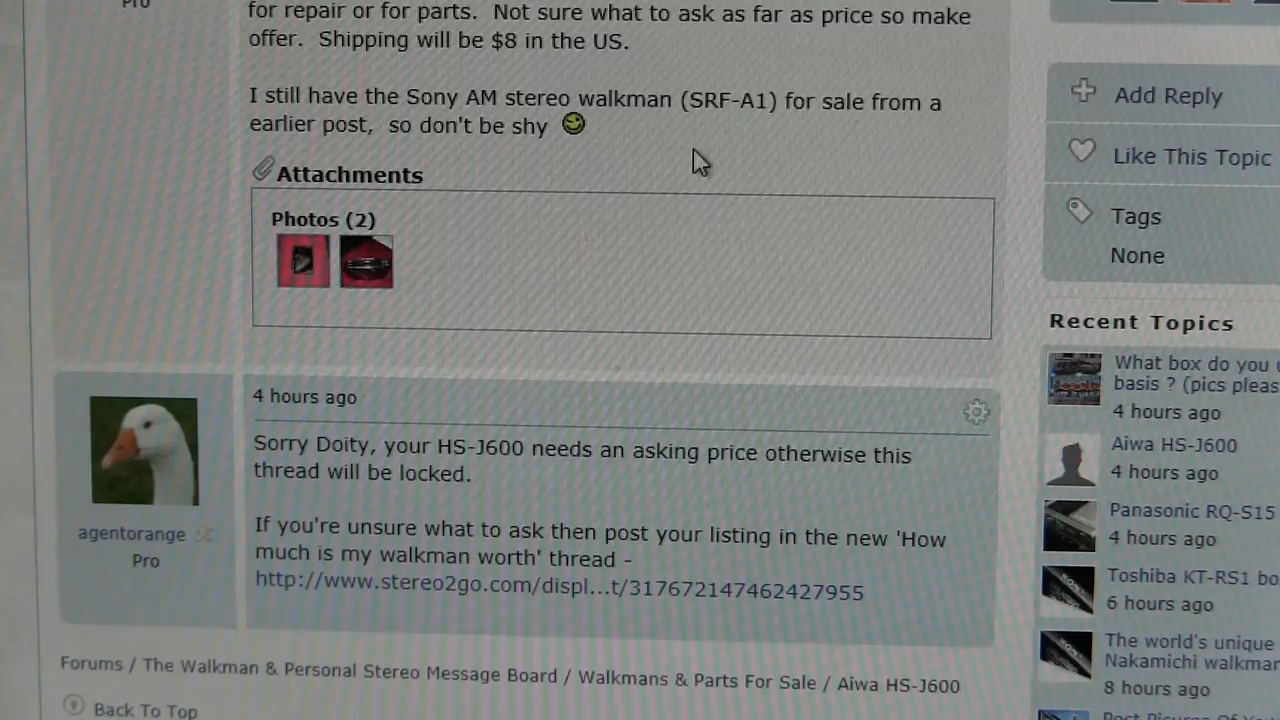 Pro
for repair or for parts. Not sure what to ask as far as price so make
offer. Shipping will be $8 in the US.
I still have the Sony AM stereo walkman (SRF-A1) for sale from a
earlier post, so don't be shy
Attachments
Photos (2)
4 hours ago
Sorry Doity, your HS-J600 needs an asking price otherwise this
thread will be locked.
If you're unsure what to ask then post your listing in the new 'How
much is my walkman worth' thread -
http://www.stereo2go.com/displ...t/317672147462427955
agentorange
Pro
Forums / The Walkman & Personal Stereo Message Board / Walkmans & Parts For Sale / Aiwa HS-J600
Back To Top
Add Reply
Like This Topic
Tags
None
Recent Topics
What box do you
basis ? (pics pleas
4 hours ago
Aiwa HS-J600
4 hours ago
Panasonic RQ-S15
4 hours ago
Toshiba KT-RS1 bo
6 hours ago
The world's unique
Nakamichi walkman
8 hours ago